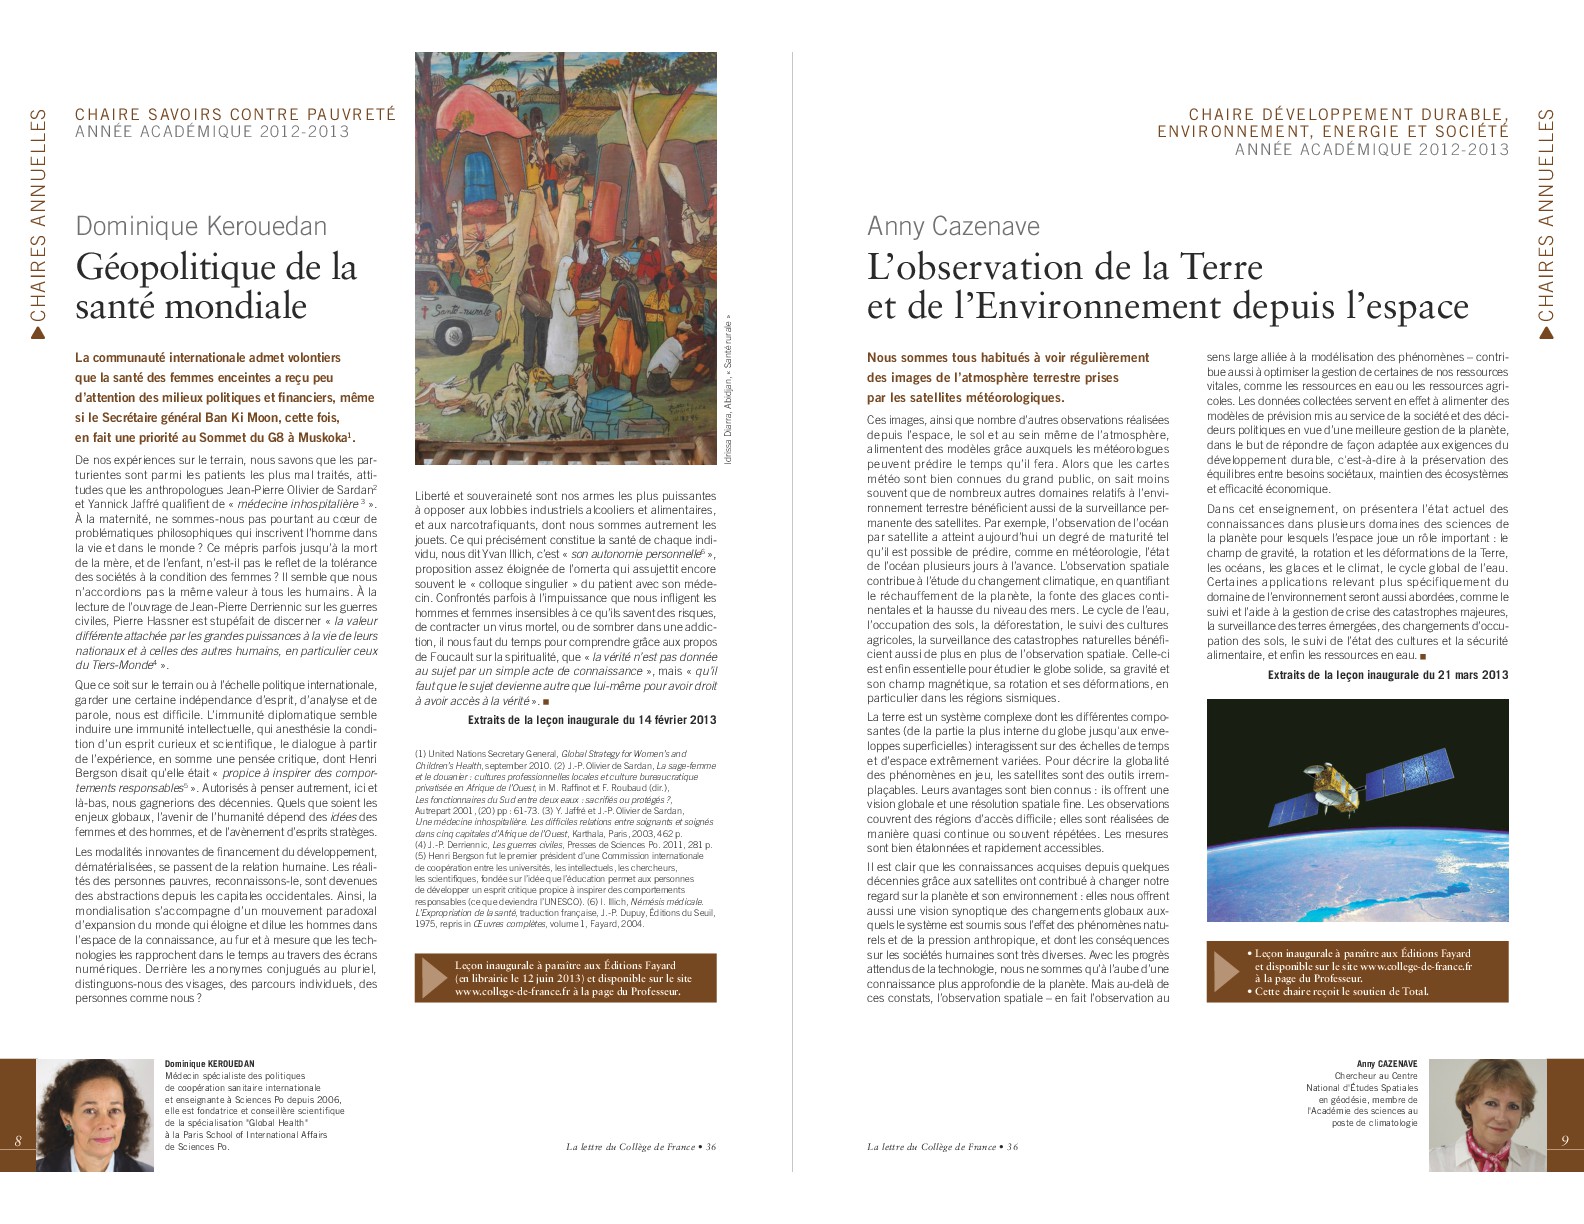 CHAIRES ANNUELLES
CHAIRE SAVOIRS CONTRE PAUVRETÉ
ANNÉE ACADÉMIQUE 2012-2013
Dominique Kerouedan
Géopolitique de la
santé mondiale
La communauté internationale admet volontiers
que la santé des femmes enceintes a reçu peu
d'attention des milieux politiques et financiers, même
si le Secrétaire général Ban Ki Moon, cette fois,
en fait une priorité au Sommet du G8 à Muskoka¹.
De nos expériences sur le terrain, nous savons que les par-
turientes sont parmi les patients les plus mal traités, atti-
tudes que les anthropologues Jean-Pierre Olivier de Sardan²
et Yannick Jaffré qualifient de « médecine inhospitalière ³ ».
À la maternité, ne sommes-nous pas pourtant au cœur de
problématiques philosophiques qui inscrivent l'homme dans
la vie et dans le monde ? Ce mépris parfois jusqu'à la mort
de la mère, et de l'enfant, n'est-il pas le reflet de la tolérance
des sociétés à la condition des femmes ? Il semble que nous
n'accordions pas la même valeur à tous les humains. À la
lecture de l'ouvrage de Jean-Pierre Derriennic sur les guerres
civiles, Pierre Hassner est stupéfait de discerner « la valeur
différente attachée par les grandes puissances à la vie de leurs
nationaux et à celles des autres humains, en particulier ceux
du Tiers-Monde⁴ ».
Que ce soit sur le terrain ou à l'échelle politique internationale,
garder une certaine indépendance d'esprit, d'analyse et de
parole, nous est difficile. L'immunité diplomatique semble
induire une immunité intellectuelle, qui anesthésie la condi-
tion d'un esprit curieux et scientifique, le dialogue à partir
de l'expérience, en somme une pensée critique, dont Henri
Bergson disait qu'elle était « propice à inspirer des compor-
tements responsables⁵ ». Autorisés à penser autrement, ici et
là-bas, nous gagnerions des décennies. Quels que soient les
enjeux globaux, l'avenir de l'humanité dépend des idées des
femmes et des hommes, et de l'avènement d'esprits stratèges.
Les modalités innovantes de financement du développement,
dématérialisées, se passent de la relation humaine. Les réali-
tés des personnes pauvres, reconnaissons-le, sont devenues
des abstractions depuis les capitales occidentales. Ainsi, la
mondialisation s'accompagne d'un mouvement paradoxal
d'expansion du monde qui éloigne et dilue les hommes dans
l'espace de la connaissance, au fur et à mesure que les tech-
nologies les rapprochent dans le temps au travers des écrans
numériques. Derrière les anonymes conjugués au pluriel,
distinguons-nous des visages, des parcours individuels, des
personnes comme nous ?
Santé rurale
Idrissa Diarra, Abidjan, « Santé rurale »
Liberté et souveraineté sont nos armes les plus puissantes
à opposer aux lobbies industriels alcooliers et alimentaires,
et aux narcotrafiquants, dont nous sommes autrement les
jouets. Ce qui précisément constitue la santé de chaque indi-
vidu, nous dit Yvan Illich, c'est « son autonomie personnelle⁶ »,
proposition assez éloignée de l'omerta qui assujettit encore
souvent le « colloque singulier » du patient avec son méde-
cin. Confrontés parfois à l'impuissance que nous infligent les
hommes et femmes insensibles à ce qu'ils savent des risques,
de contracter un virus mortel, ou de sombrer dans une addic-
tion, il nous faut du temps pour comprendre grâce aux propos
de Foucault sur la spiritualité, que « la vérité n'est pas donnée
au sujet par un simple acte de connaissance », mais « qu'il
faut que le sujet devienne autre que lui-même pour avoir droit
à avoir accès à la vérité ». ■
Extraits de la leçon inaugurale du 14 février 2013
(1) United Nations Secretary General, Global Strategy for Women's and
Children's Health, september 2010. (2) J.-P. Olivier de Sardan, La sage-femme
et le douanier : cultures professionnelles locales et culture bureaucratique
privatisée en Afrique de l'Ouest, in M. Raffinot et F. Roubaud (dir.),
Les fonctionnaires du Sud entre deux eaux : sacrifiés ou protégés ?,
Autrepart 2001, (20) pp : 61-73. (3) Y. Jaffré et J.-P. Olivier de Sardan,
Une médecine inhospitalière. Les difficiles relations entre soignants et soignés
dans cinq capitales d'Afrique de l'Ouest, Karthala, Paris, 2003, 462 p.
(4) J.-P. Derriennic, Les guerres civiles, Presses de Sciences Po. 2011, 281 p.
(5) Henri Bergson fut le premier président d'une Commission internationale
de coopération entre les universités, les intellectuels, les chercheurs,
les scientifiques, fondée sur l'idée que l'éducation permet aux personnes
de développer un esprit critique propice à inspirer des comportements
responsables (ce que deviendra l'UNESCO). (6) I. Illich, Némésis médicale.
L'Expropriation de la santé, traduction française, J.-P. Dupuy, Éditions du Seuil,
1975, repris in Œuvres complètes, volume 1, Fayard, 2004.
Leçon inaugurale à paraître aux Éditions Fayard
(en librairie le 12 juin 2013) et disponible sur le site
www.college-de-france.fr à la page du Professeur.
Dominique KEROUEDAN
Médecin spécialiste des politiques
de coopération sanitaire internationale
et enseignante à Sciences Po depuis 2006,
elle est fondatrice et conseillère scientifique
de la spécialisation "Global Health"
à la Paris School of International Affairs
de Sciences Po.
8
La lettre du Collège de France • 36
CHAIRE DÉVELOPPEMENT DURABLE,
ENVIRONNEMENT, ENERGIE ET SOCIÉTÉ
ANNÉE ACADÉMIQUE 2012-2013
CHAIRES ANNUELLES
Anny Cazenave
L'observation de la Terre
et de l'Environnement depuis l'espace
Nous sommes tous habitués à voir régulièrement
des images de l'atmosphère terrestre prises
par les satellites météorologiques.
Ces images, ainsi que nombre d'autres observations réalisées
depuis l'espace, le sol et au sein même de l'atmosphère,
alimentent des modèles grâce auxquels les météorologues
peuvent prédire le temps qu'il fera. Alors que les cartes
météo sont bien connues du grand public, on sait moins
souvent que de nombreux autres domaines relatifs à l'envi-
ronnement terrestre bénéficient aussi de la surveillance per-
manente des satellites. Par exemple, l'observation de l'océan
par satellite a atteint aujourd'hui un degré de maturité tel
qu'il est possible de prédire, comme en météorologie, l'état
de l'océan plusieurs jours à l'avance. L'observation spatiale
contribue à l'étude du changement climatique, en quantifiant
le réchauffement de la planète, la fonte des glaces conti-
nentales et la hausse du niveau des mers. Le cycle de l'eau,
l'occupation des sols, la déforestation, le suivi des cultures
agricoles, la surveillance des catastrophes naturelles bénéfi-
cient aussi de plus en plus de l'observation spatiale. Celle-ci
est enfin essentielle pour étudier le globe solide, sa gravité et
son champ magnétique, sa rotation et ses déformations, en
particulier dans les régions sismiques.
La terre est un système complexe dont les différentes compo-
santes (de la partie la plus interne du globe jusqu'aux enve-
loppes superficielles) interagissent sur des échelles de temps
et d'espace extrêmement variées. Pour décrire la globalité
des phénomènes en jeu, les satellites sont des outils irrem-
plaçables. Leurs avantages sont bien connus : ils offrent une
vision globale et une résolution spatiale fine. Les observations
couvrent des régions d'accès difficile ; elles sont réalisées de
manière quasi continue ou souvent répétées. Les mesures
sont bien étalonnées et rapidement accessibles.
Il est clair que les connaissances acquises depuis quelques
décennies grâce aux satellites ont contribué à changer notre
regard sur la planète et son environnement : elles nous offrent
aussi une vision synoptique des changements globaux aux-
quels le système est soumis sous l'effet des phénomènes natu-
rels et de la pression anthropique, et dont les conséquences
sur les sociétés humaines sont très diverses. Avec les progrès
attendus de la technologie, nous ne sommes qu'à l'aube d'une
connaissance plus approfondie de la planète. Mais au-delà de
ces constats, l'observation spatiale – en fait l'observation au
sens large alliée à la modélisation des phénomènes – contri-
bue aussi à optimiser la gestion de certaines de nos ressources
vitales, comme les ressources en eau ou les ressources agri-
coles. Les données collectées servent en effet à alimenter des
modèles de prévision mis au service de la société et des déci-
deurs politiques en vue d'une meilleure gestion de la planète,
dans le but de répondre de façon adaptée aux exigences du
développement durable, c'est-à-dire à la préservation des
équilibres entre besoins sociétaux, maintien des écosystèmes
et efficacité économique.
Dans cet enseignement, on présentera l'état actuel des
connaissances dans plusieurs domaines des sciences de
la planète pour lesquels l'espace joue un rôle important : le
champ de gravité, la rotation et les déformations de la Terre,
les océans, les glaces et le climat, le cycle global de l'eau.
Certaines applications relevant plus spécifiquement du
domaine de l'environnement seront aussi abordées, comme le
suivi et l'aide à la gestion de crise des catastrophes majeures,
la surveillance des terres émergées, des changements d'occu-
pation des sols, le suivi de l'état des cultures et la sécurité
alimentaire, et enfin les ressources en eau. ■
Extraits de la leçon inaugurale du 21 mars 2013
• Leçon inaugurale à paraître aux Éditions Fayard
et disponible sur le site www.college-de-france.fr
à la page du Professeur.
• Cette chaire reçoit le soutien de Total.
Anny CAZENAVE
Chercheur au Centre
National d'Études Spatiales
en géodésie, membre de
l'Académie des sciences au
poste de climatologie
La lettre du Collège de France • 36
9